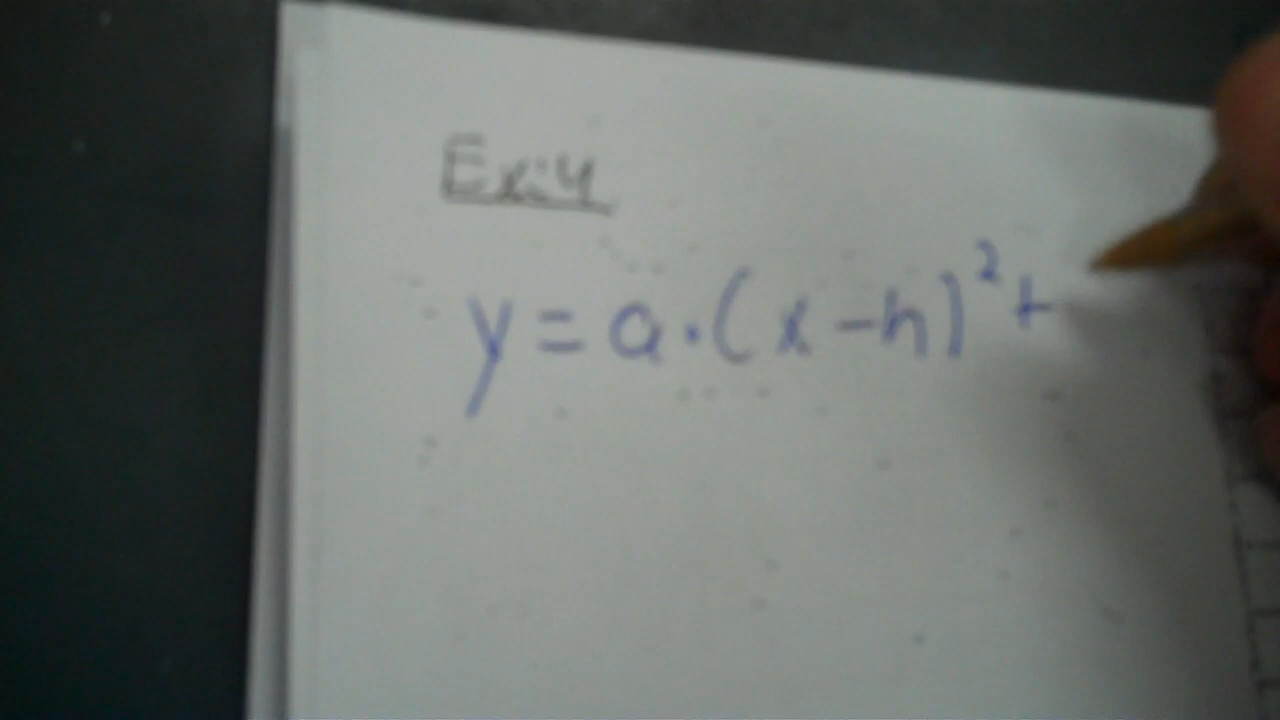 Ex:4
y = a·(x-h)²+